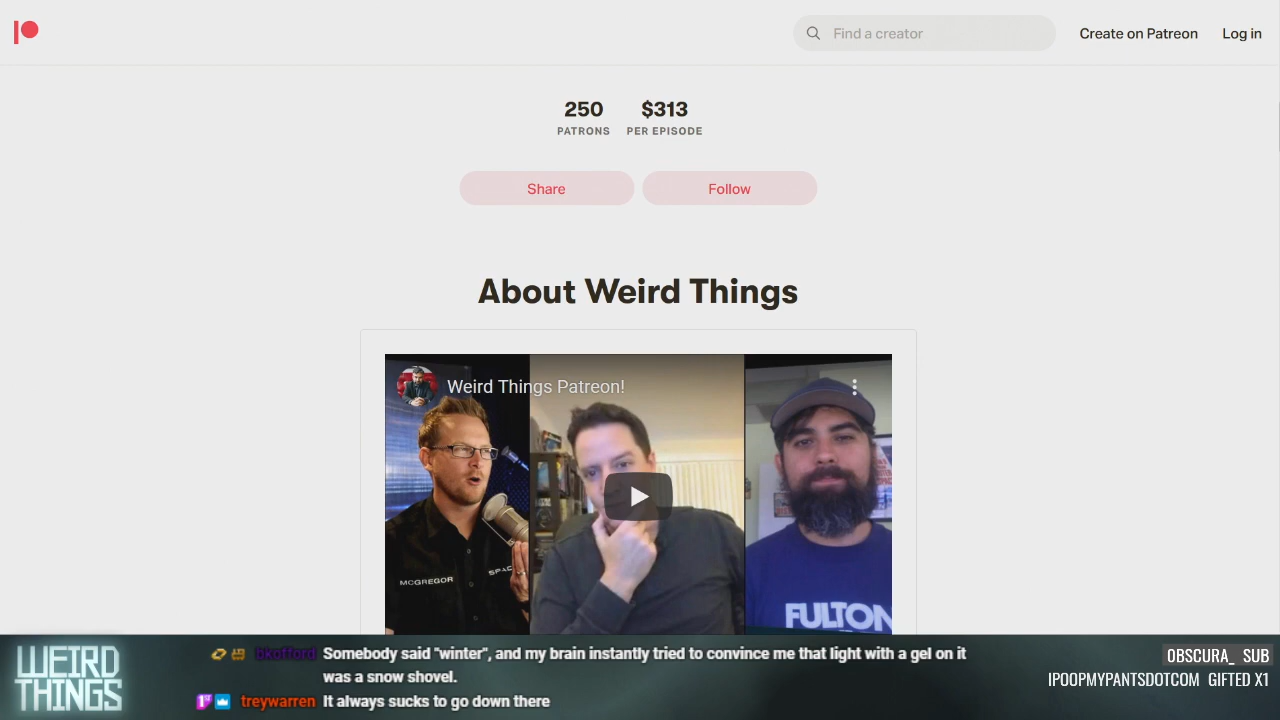 Find a creator
Create on Patreon
Log in
250
PATRONS
$313
PER EPISODE
Share
Follow
About Weird Things
Weird Things Patreon!
MCGREGOR
FULTON
WEIRD
THINGS
bkofford Somebody said "winter", and my brain instantly tried to convince me that light with a gel on it
was a snow shovel.
treywarren It always sucks to go down there
OBSCURA_ SUB
IPOOPMYPANTSDOTCOM GIFTED X1